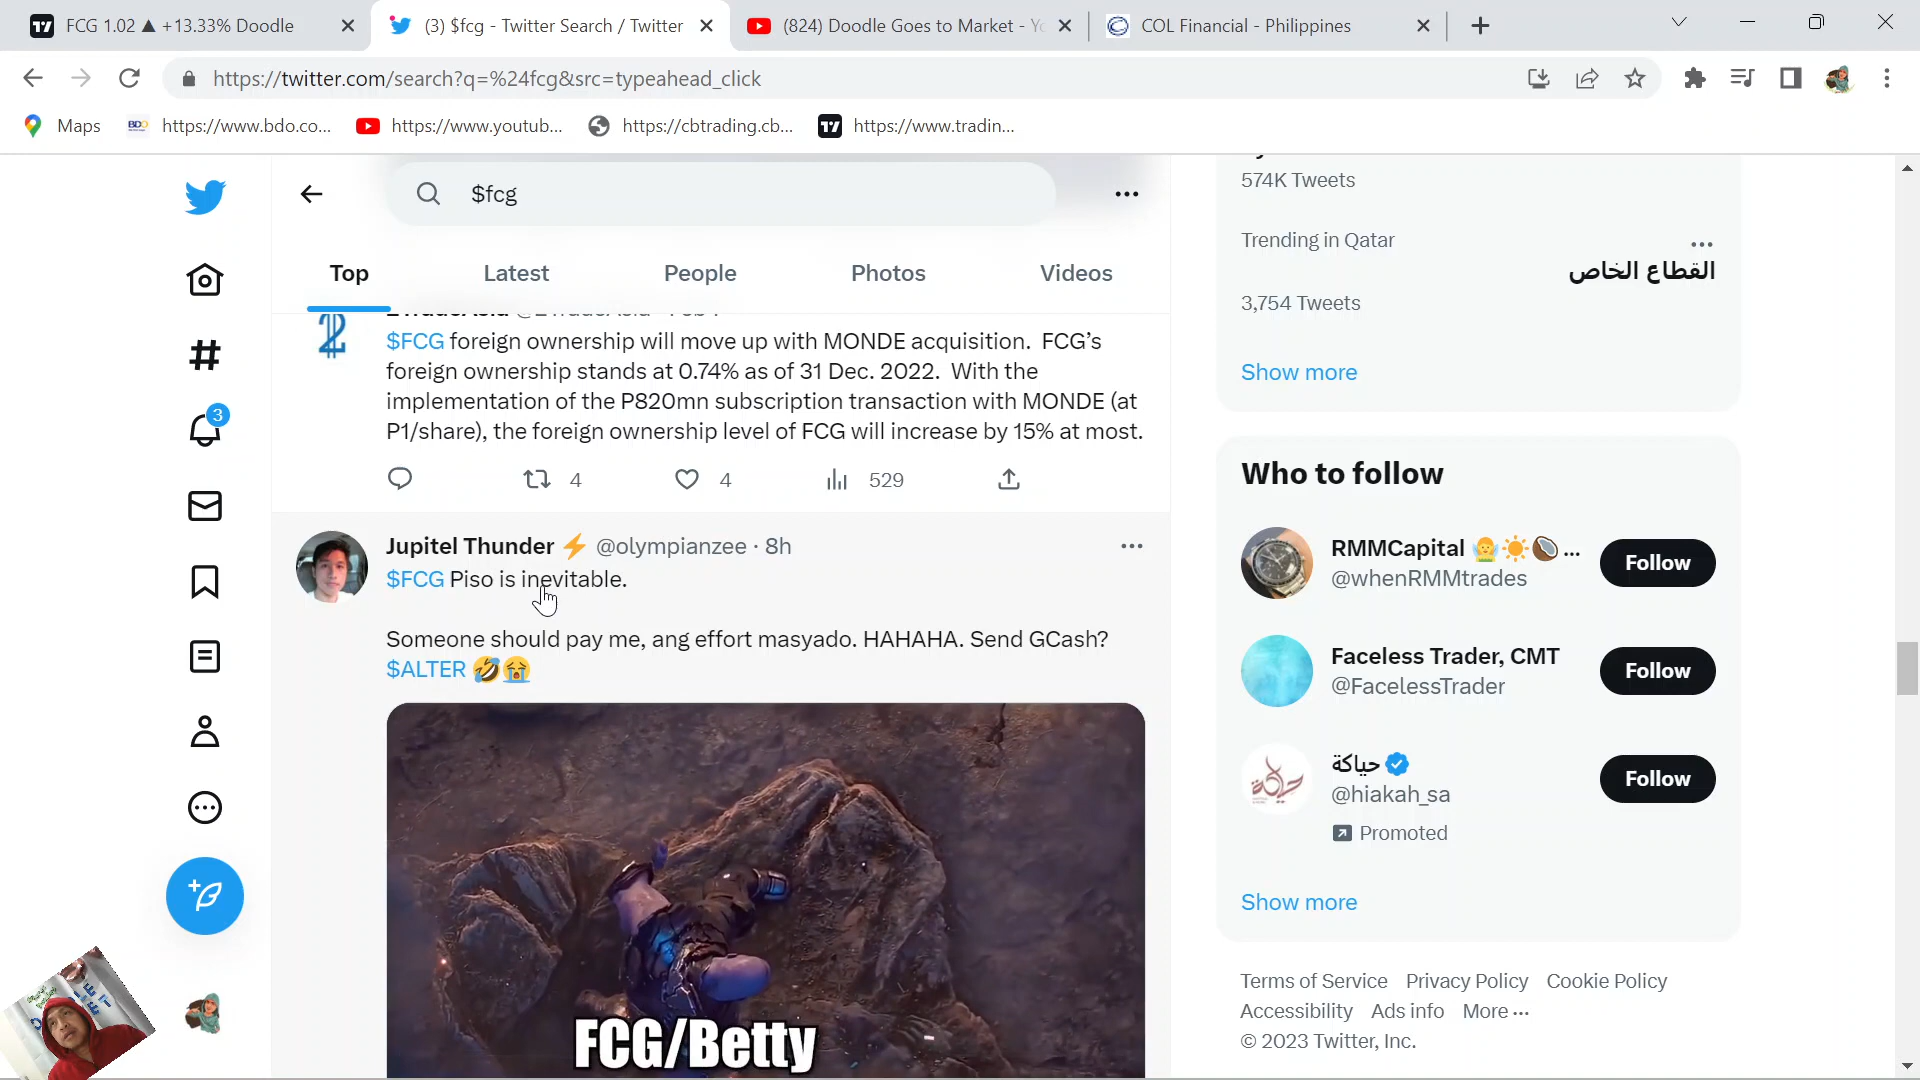 FCG 1.02 ▲ +13.33% Doodle
(3) $fcg - Twitter Search / Twitter
(824) Doodle Goes to Market - Yo
COL Financial - Philippines
https://twitter.com/search?q=%24fcg&src=typeahead_click
Maps
BDO
https://www.bdo.co...
https://www.youtub...
https://cbtrading.cb...
https://www.tradin...
$fcg
Top
Latest
People
Photos
Videos
$FCG foreign ownership will move up with MONDE acquisition. FCG's
foreign ownership stands at 0.74% as of 31 Dec. 2022. With the
implementation of the P820mn subscription transaction with MONDE (at
P1/share), the foreign ownership level of FCG will increase by 15% at most.
4
4
529
3
Jupitel Thunder ⚡ @olympianzee · 8h
$FCG Piso is inevitable.
Someone should pay me, ang effort masyado. HAHAHA. Send GCash?
$ALTER 🤣😭
FCG/Betty
574K Tweets
Trending in Qatar
القطاع الخاص
3,754 Tweets
Show more
Who to follow
RMMCapital 🧚☀️🥥 ...
@whenRMMtrades
Follow
Faceless Trader, CMT
@FacelessTrader
Follow
حياكة
@hiakah_sa
Follow
Promoted
Show more
Terms of Service Privacy Policy Cookie Policy
Accessibility Ads info More ···
© 2023 Twitter, Inc.